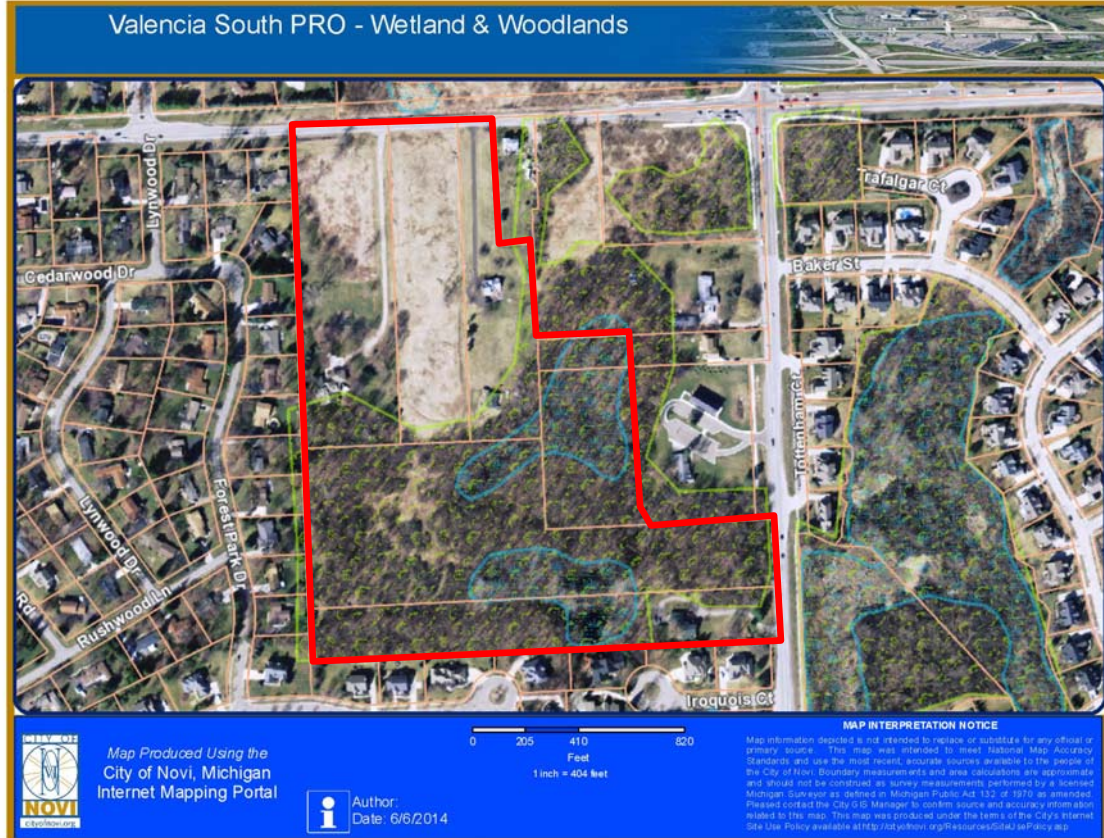 Valencia South PRO - Wetland & Woodlands
Lynwood Dr
Trafalgar Ct
Cedarwood Dr
Baker St
Tottenham Ct
Forest Park Dr
Lynwood Dr
Rushwood Ln
Rd
Iroquois Ct
CITY OF
NOVI
cityofnovi.org
Map Produced Using the
City of Novi, Michigan
Internet Mapping Portal
0 205 410 820
Feet
1 inch = 404 feet
i
Author:
Date: 6/6/2014
MAP INTERPRETATION NOTICE
Map information depicted is not intended to replace or substitute for any official or
primary source. This map was intended to meet National Map Accuracy
Standards and use the most recent, accurate sources available to the people of
the City of Novi. Boundary measurements and area calculations are approximate
and should not be construed as survey measurements performed by a licensed
Michigan Surveyor as defined in Michigan Public Act 132 of 1970 as amended.
Pleased contact the City GIS Manager to confirm source and accuracy information
related to this map. This map was produced under the terms of the City's Internet
Site Use Policy available at http://cityofnovi.org/Resources/SiteUsePolicy.asp